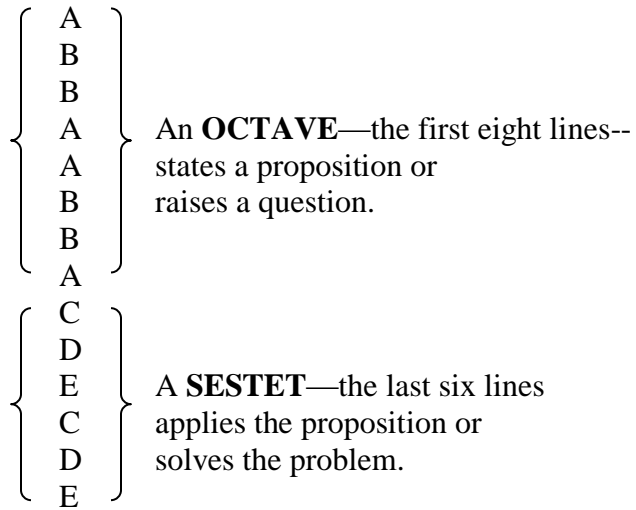 A
B
B
A An OCTAVE—the first eight lines--
A states a proposition or
B raises a question.
B
A
C
D
E A SESTET—the last six lines
C applies the proposition or
D solves the problem.
E